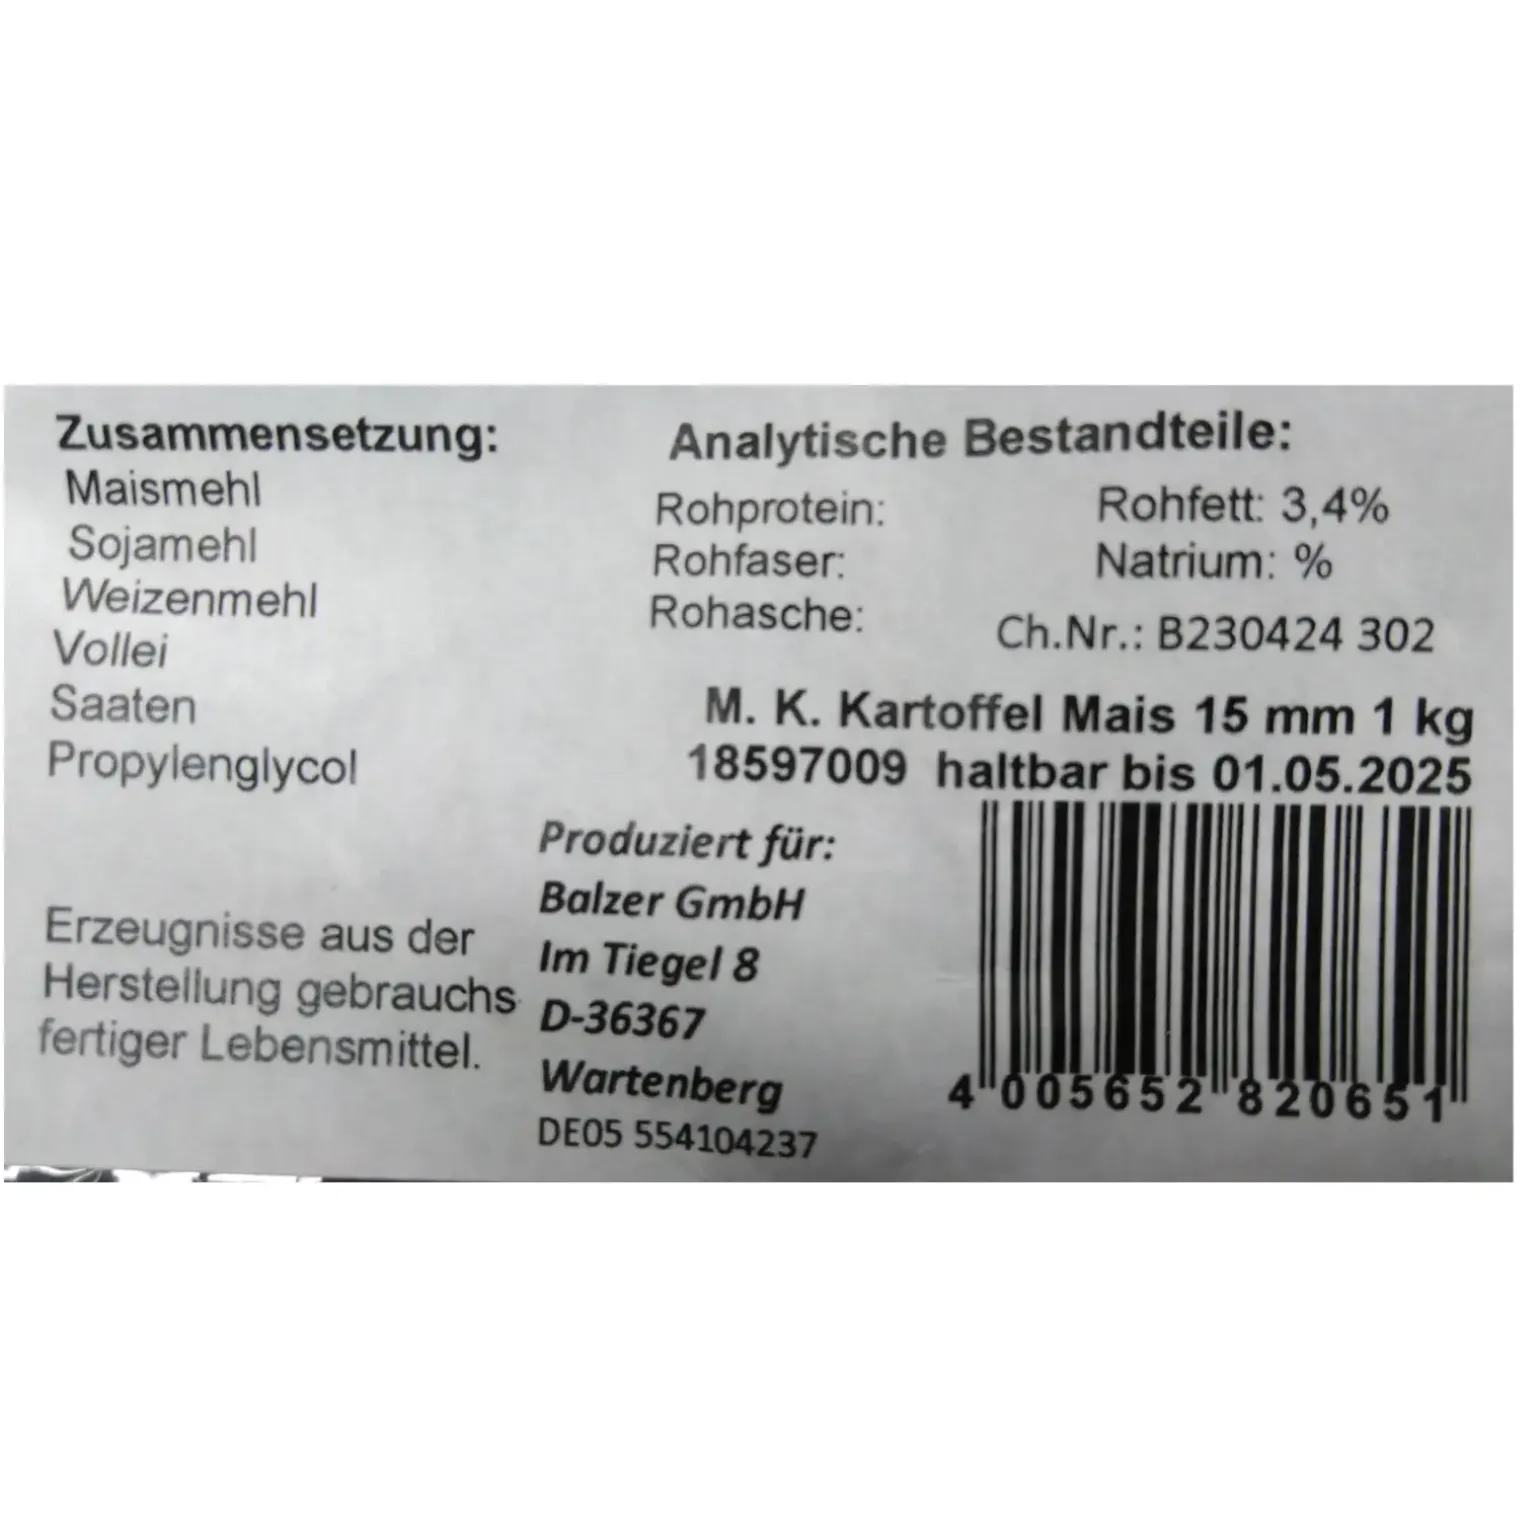 Zusammensetzung:
Maismehl
Sojamehl
Weizenmehl
Vollei
Saaten
Propylenglycol
Erzeugnisse aus der
Herstellung gebrauchs
fertiger Lebensmittel.
Analytische Bestandteile:
Rohprotein: Rohfett: 3,4%
Rohfaser: Natrium: %
Rohasche:
Ch.Nr.: B230424 302
M. K. Kartoffel Mais 15 mm 1 kg
18597009 haltbar bis 01.05.2025
Produziert für:
Balzer GmbH
Im Tiegel 8
D-36367
Wartenberg
DE05 554104237
4 005652 820651